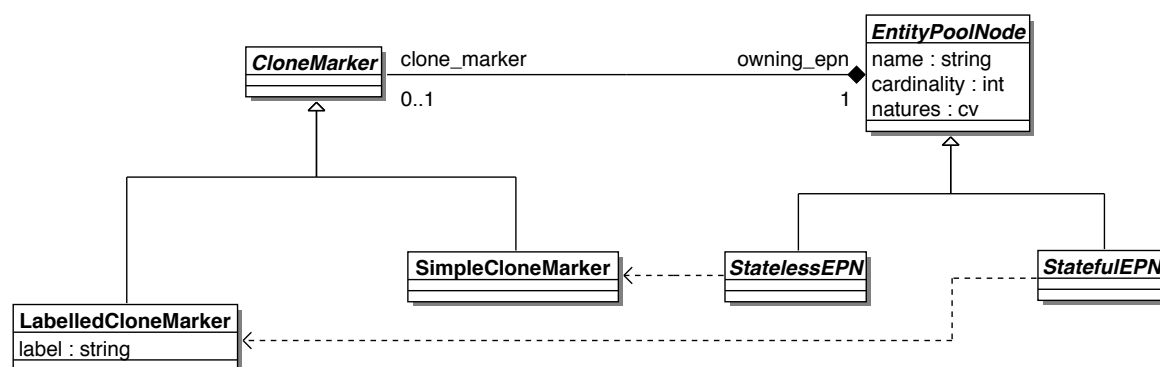 EntityPoolNode
CloneMarker
clone_marker
owning_epn
name : string
cardinality : int
natures : cv
0..1
1
SimpleCloneMarker
StatelessEPN
StatefulEPN
LabelledCloneMarker
label : string